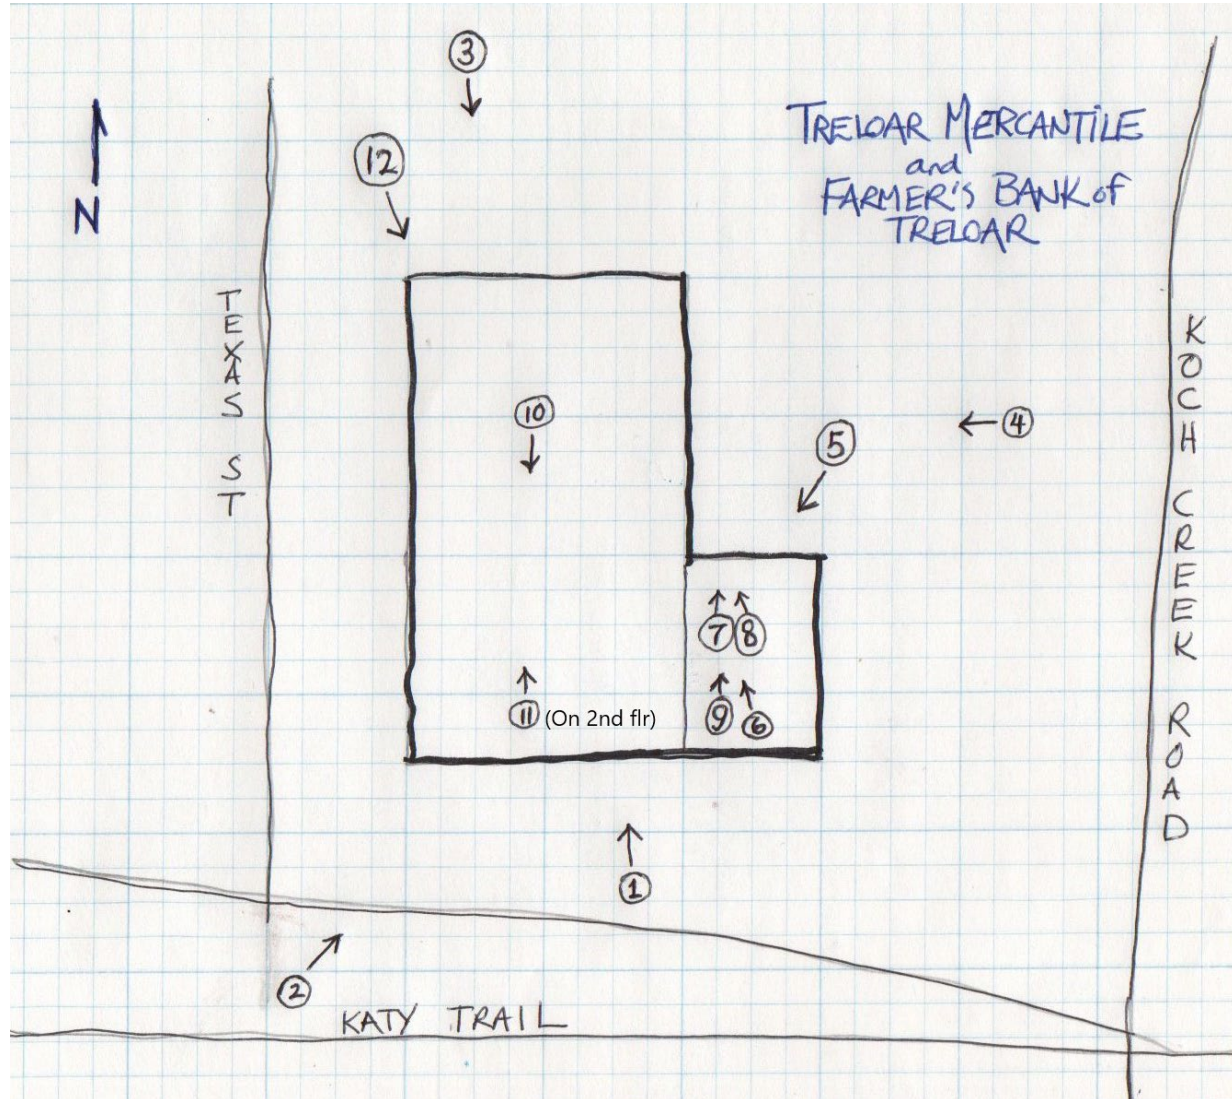 3
TRELOAR MERCANTILE
and
FARMER'S BANK of
TRELOAR
12
N
TEXAS ST
KOCH CREEK ROAD
10
4
5
7 8
11 (On 2nd flr)
9 6
1
2
KATY TRAIL